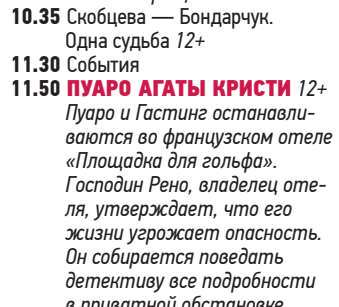 10.35 Скобцева — Бондарчук.
Одна судьба 12+
11.30 События
11.50 ПУАРО АГАТЫ КРИСТИ 12+
Пуаро и Гастинг останавли-
ваются во французском отеле
«Площадка для гольфа».
Господин Рено, владелец оте-
ля, утверждает, что его
жизни угрожает опасность.
Он собирается поведать
детективу все подробности
в приватной обстановке